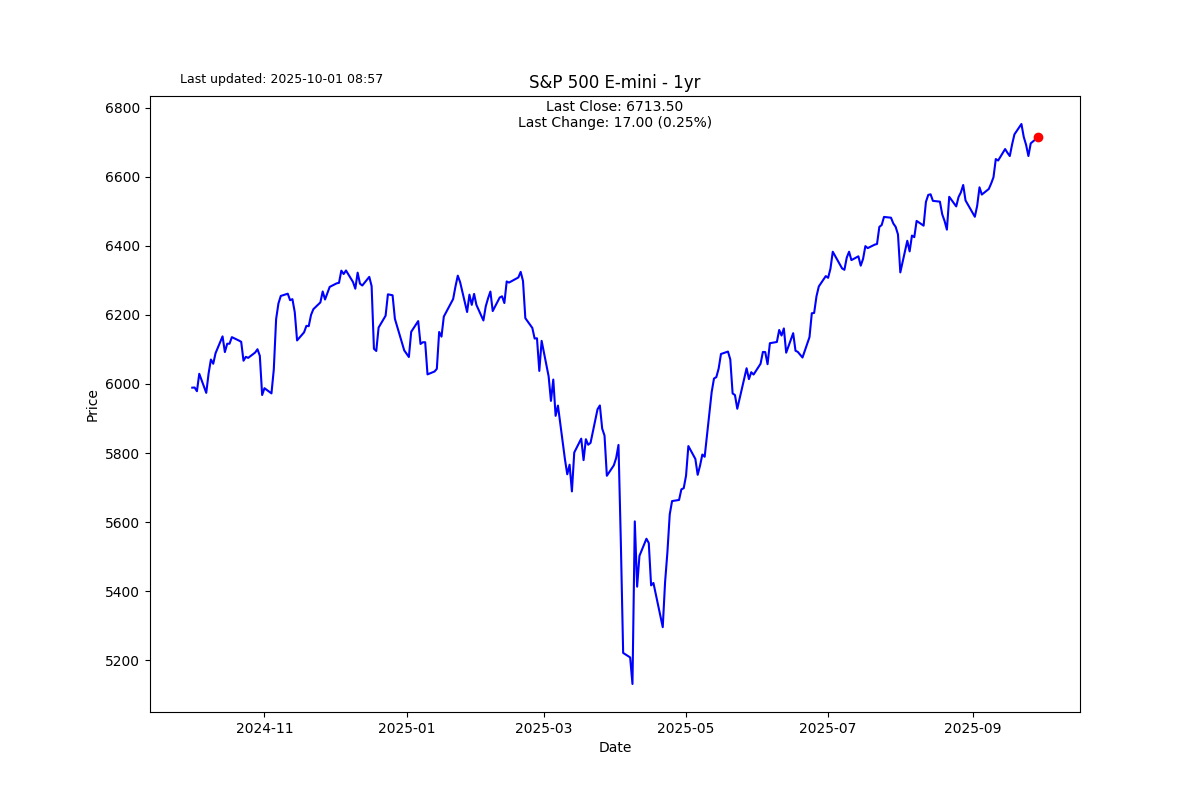 Last updated: 2025-10-01 08:57
S&P 500 E-mini - 1yr
Last Close: 6713.50
Last Change: 17.00 (0.25%)
6800
6600
6400
6200
6000
5800
5600
5400
5200
Price
2024-11 2025-01 2025-03 2025-05 2025-07 2025-09
Date